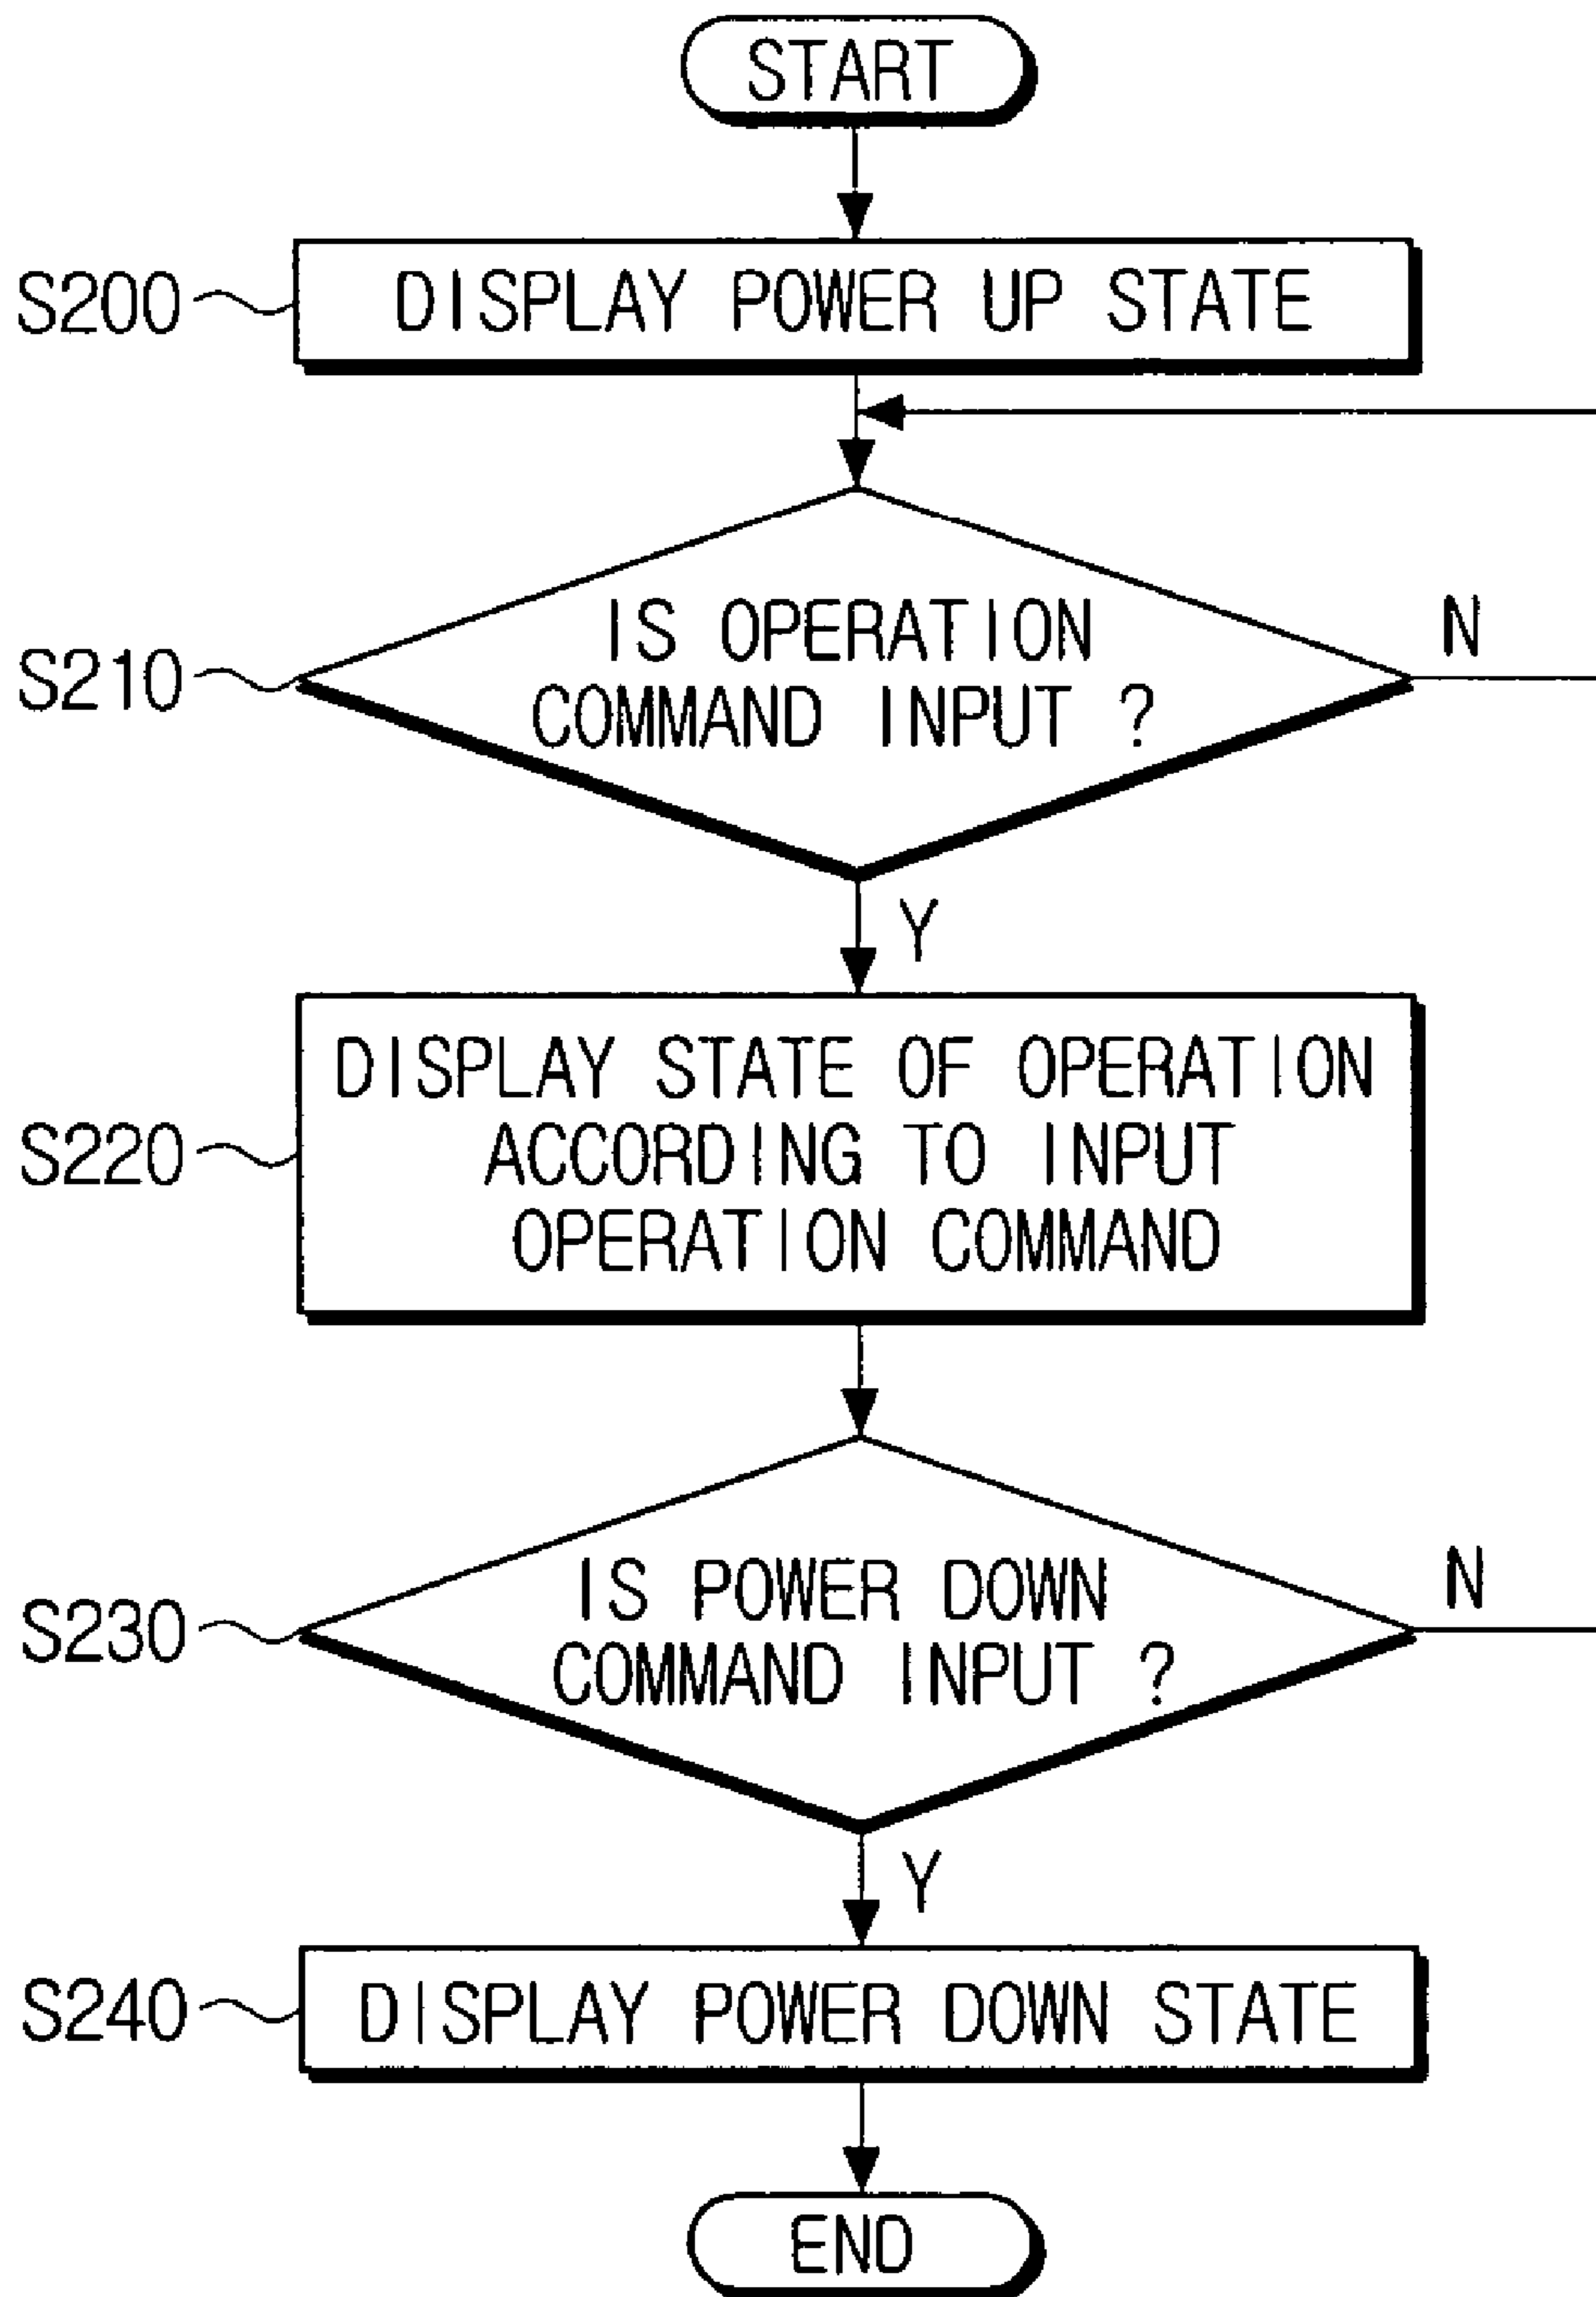 START
S200
DISPLAY POWER UP STATE
S210
IS OPERATION
COMMAND INPUT ?
N
Y
S220
DISPLAY STATE OF OPERATION
ACCORDING TO INPUT
OPERATION COMMAND
S230
IS POWER DOWN
COMMAND INPUT ?
N
Y
S240
DISPLAY POWER DOWN STATE
END